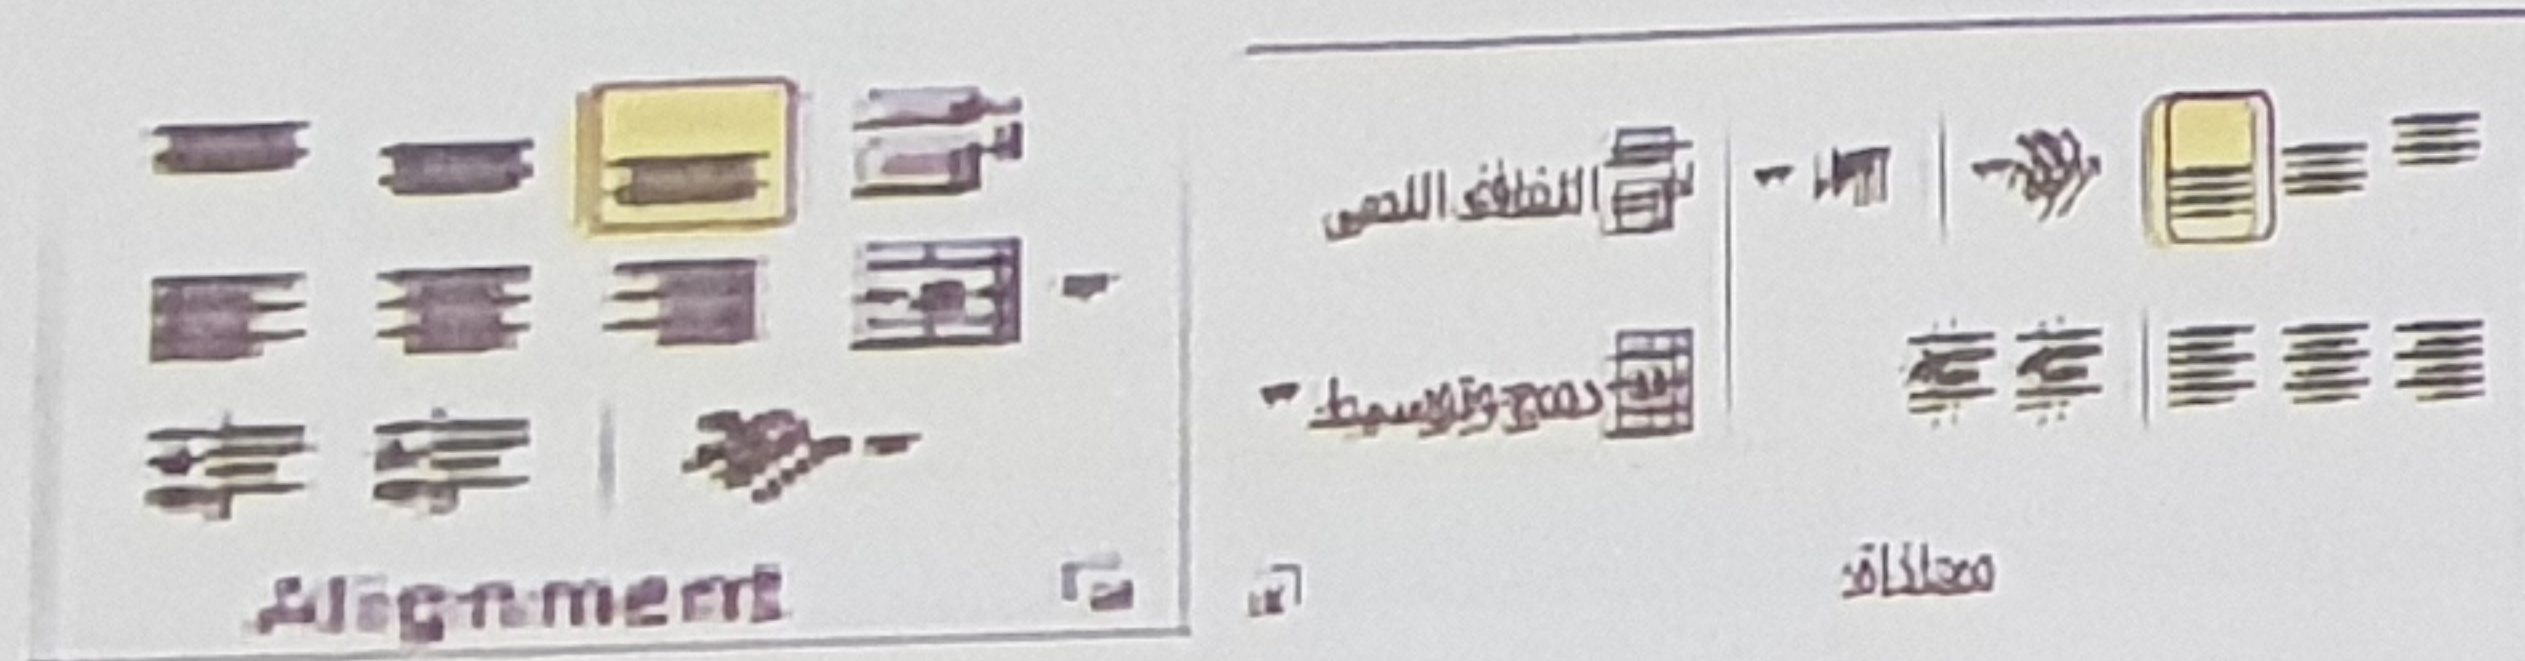 Alignment
التفاف النص
دمج وتوسيط
محاذاة